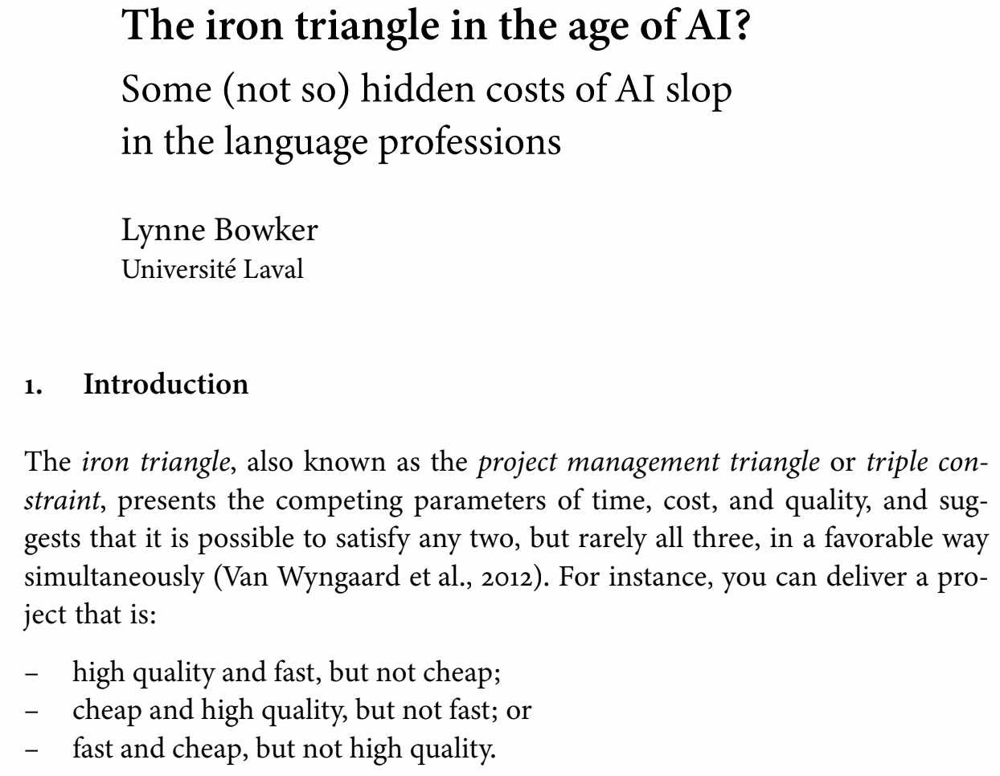 The iron triangle in the age of AI?
Some (not so) hidden costs of AI slop
in the language professions
Lynne Bowker
Université Laval
1. Introduction
The iron triangle, also known as the project management triangle or triple con-
straint, presents the competing parameters of time, cost, and quality, and sug-
gests that it is possible to satisfy any two, but rarely all three, in a favorable way
simultaneously (Van Wyngaard et al., 2012). For instance, you can deliver a pro-
ject that is:
– high quality and fast, but not cheap;
– cheap and high quality, but not fast; or
– fast and cheap, but not high quality.